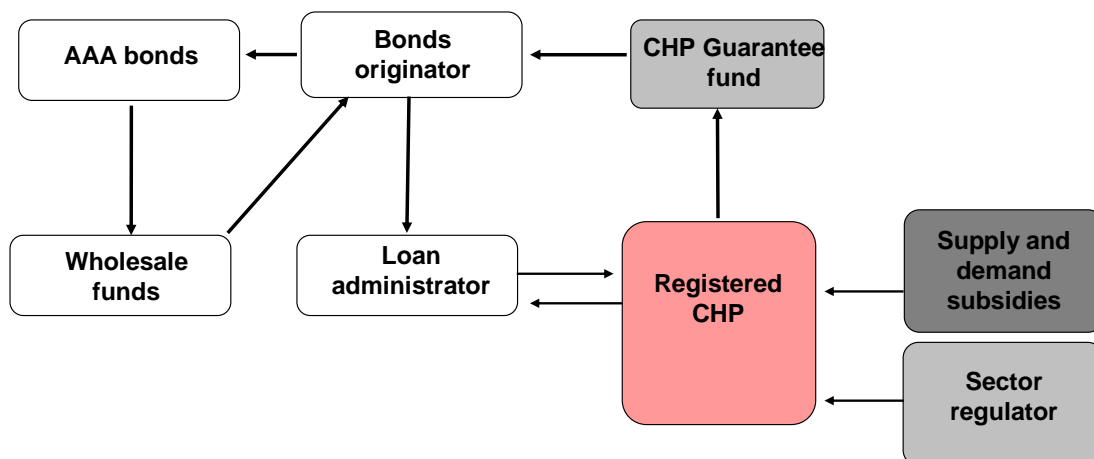 AAA bonds
Bonds
originator
CHP Guarantee
fund
Wholesale
funds
Loan
administrator
Registered
CHP
Supply and
demand
subsidies
Sector
regulator